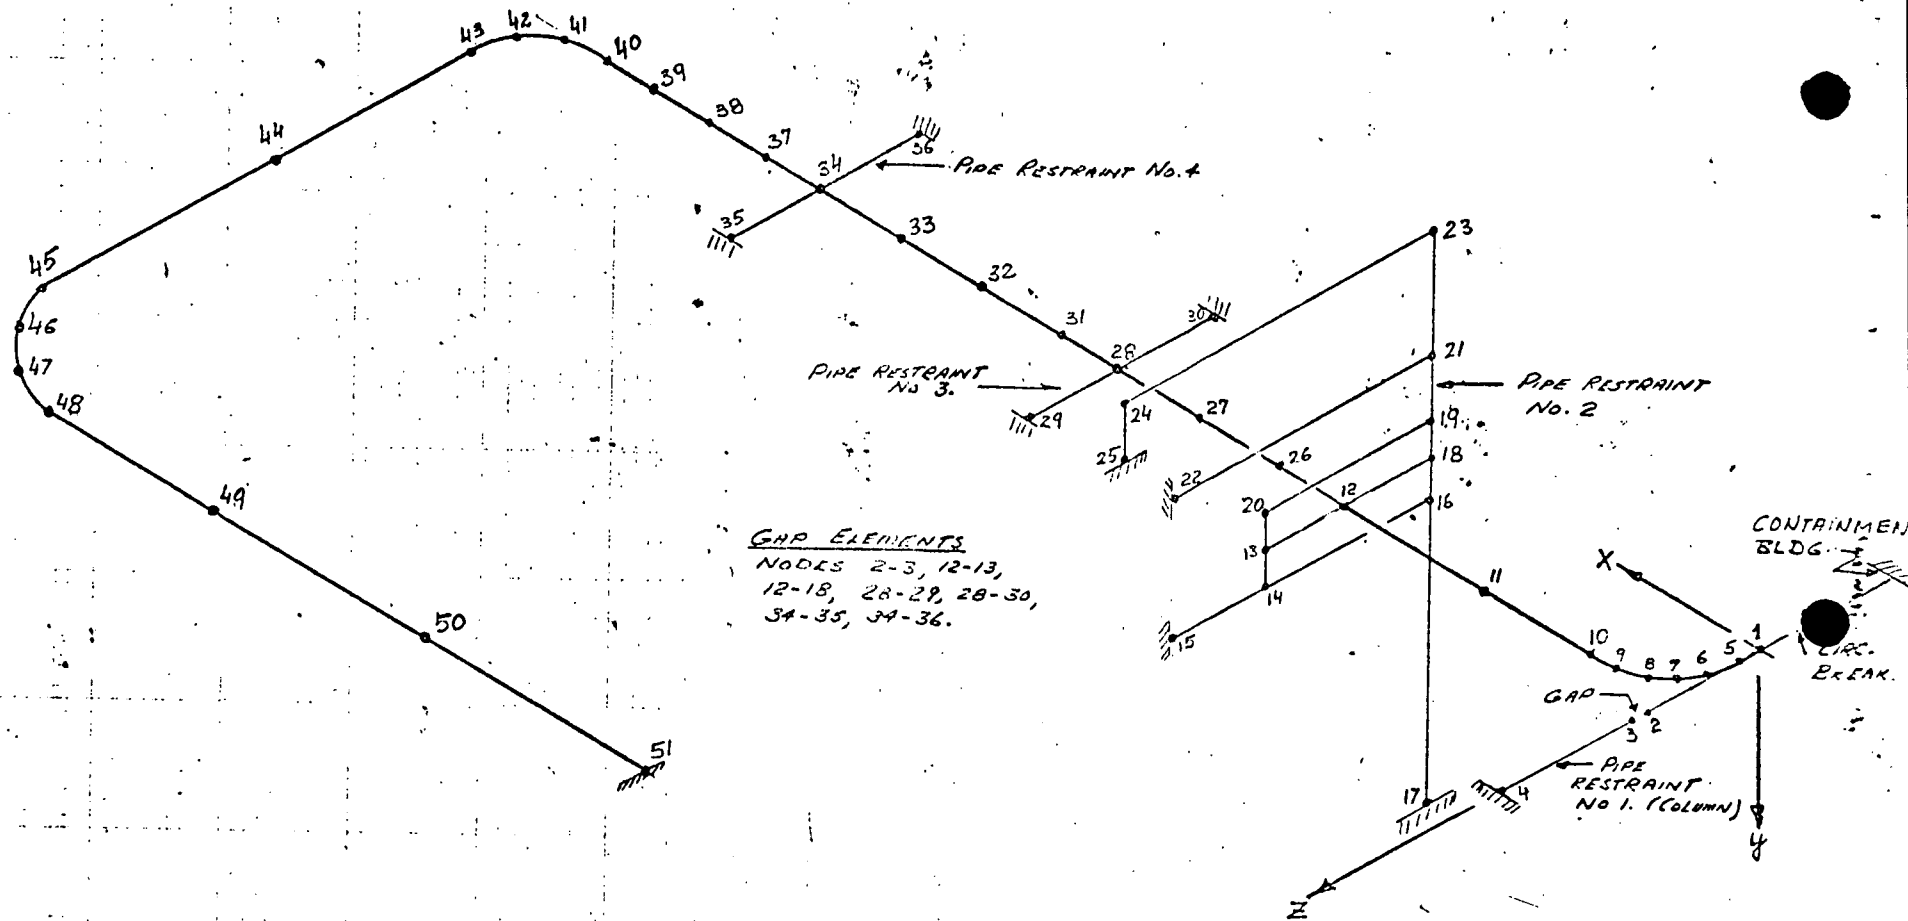 42
41
43
40
39
38
44
37
36
34
PIPE RESTRAINT No.4
35
33
23
45
32
46
31
30
21
28
47
PIPE RESTRAINT
No 3.
PIPE RESTRAINT
No. 2
48
29
24
27
19
25
26
18
22
12
16
20
49
13
GAP ELEMENTS
NODES 2-3, 12-13,
12-18, 28-29, 28-30,
34-35, 34-36.
CONTAINMEN
BLDG.
X
11
14
15
50
10
9
8
7
6
5
1
CIRC.
BREAK.
GAP
3
2
51
PIPE
RESTRAINT
No 1. (COLUMN)
17
4
y
Z